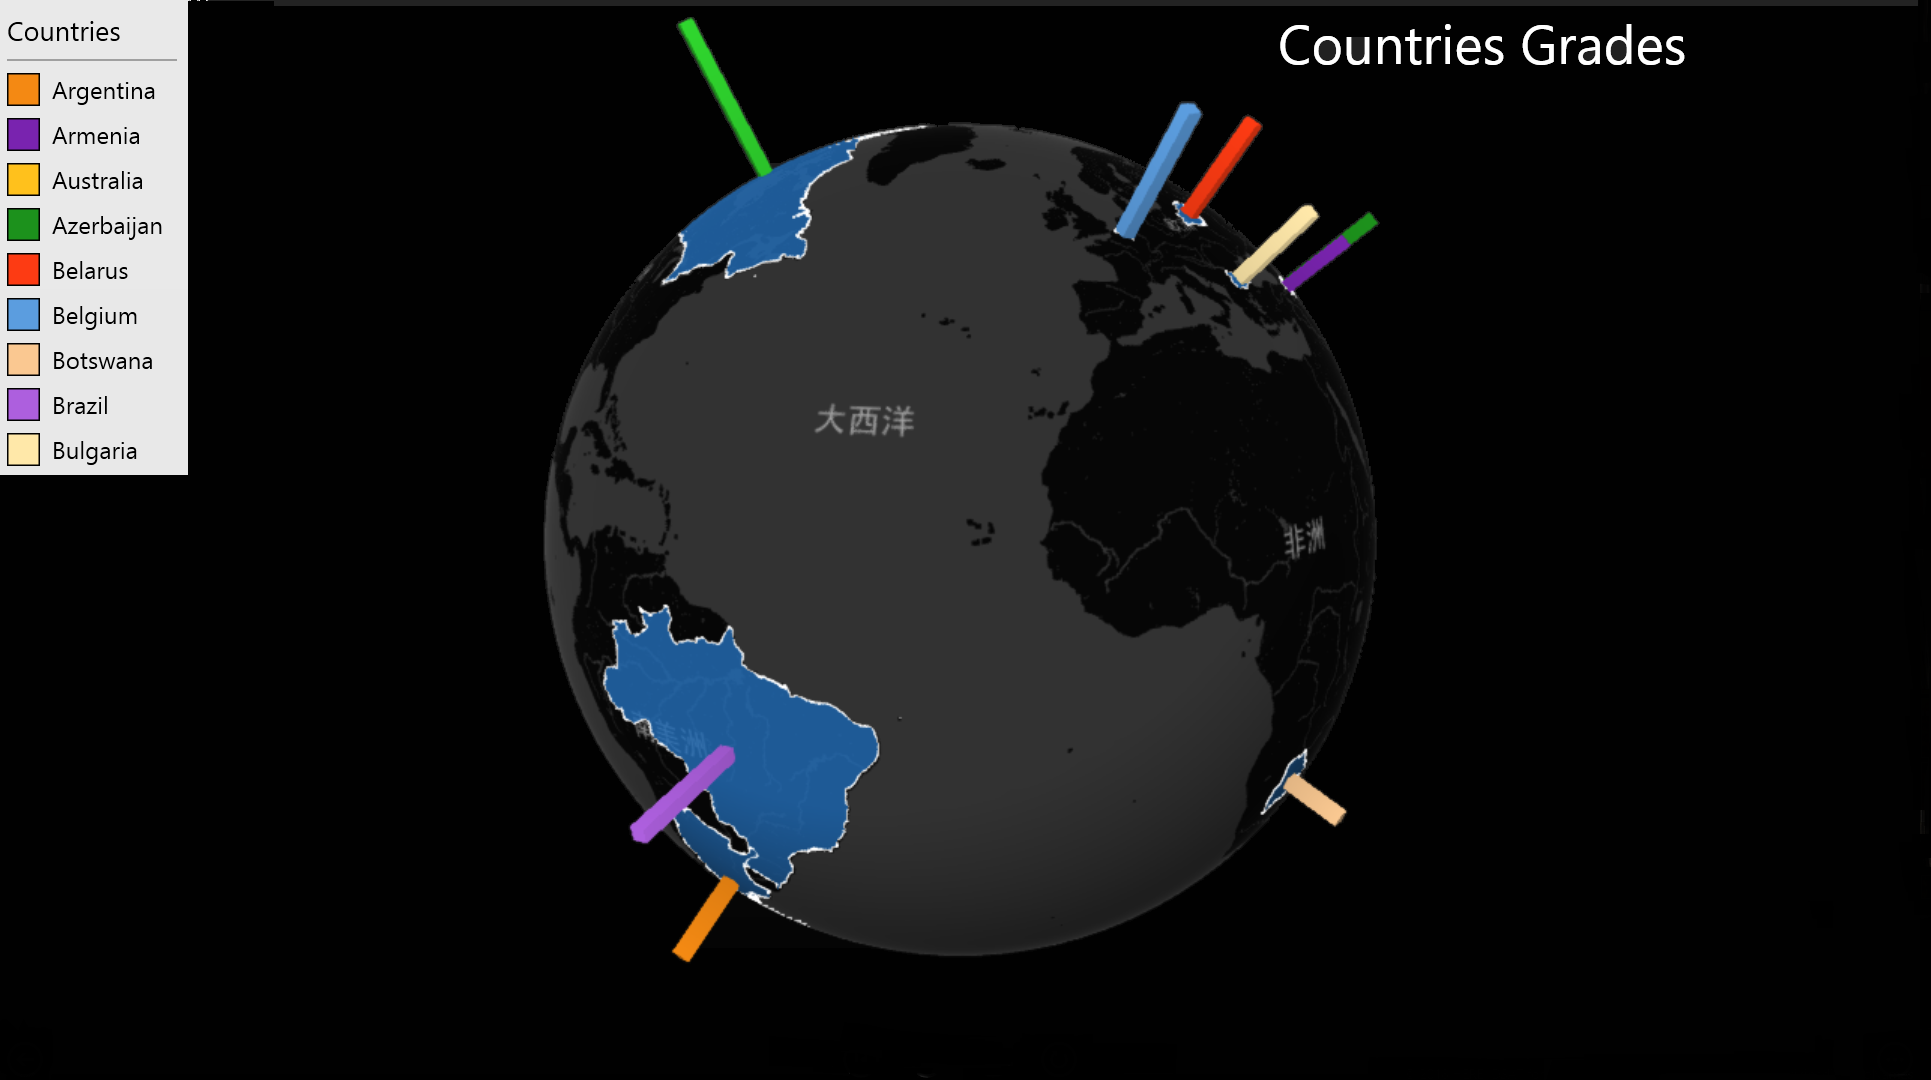 Countries
Argentina
Armenia
Australia
Azerbaijan
Belarus
Belgium
Botswana
Brazil
Bulgaria
Countries Grades
大西洋
非洲
南美洲